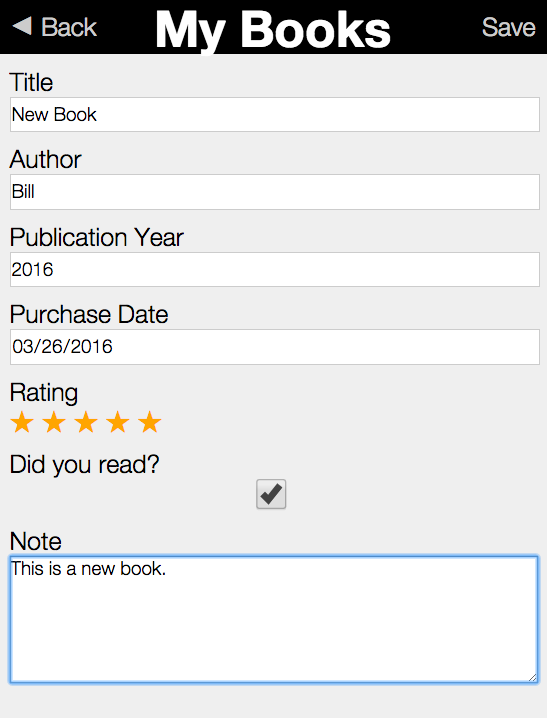 Back My Books Save
Title
New Book
Author
Bill
Publication Year
2016
Purchase Date
03/26/2016
Rating
Did you read?
Note
This is a new book.